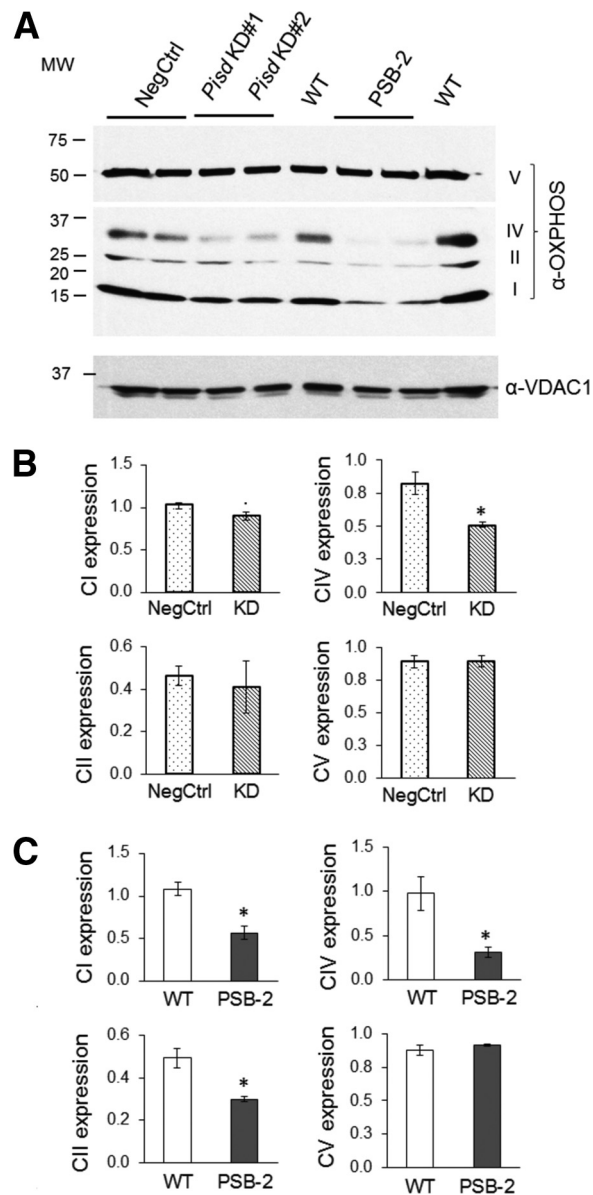 A
MW
NegCtrl
Pisd KD#1
Pisd KD#2
WT
PSB-2
WT
75
50
37
25
20
15
37
V
IV
II
I
α-OXPHOS
α-VDAC1
B
CI expression
1.5
1.0
0.5
0.0
.
NegCtrl KD
CIV expression
1.0
0.8
0.5
0.3
0.0
*
NegCtrl KD
CII expression
0.6
0.4
0.2
0.0
NegCtrl KD
CV expression
1.0
0.8
0.5
0.3
0.0
NegCtrl KD
C
CI expression
1.5
1.0
0.5
0.0
*
WT PSB-2
CIV expression
1.5
1.0
0.5
0.0
*
WT PSB-2
CII expression
0.6
0.4
0.2
0.0
*
WT PSB-2
CV expression
1.0
0.8
0.5
0.3
0.0
WT PSB-2